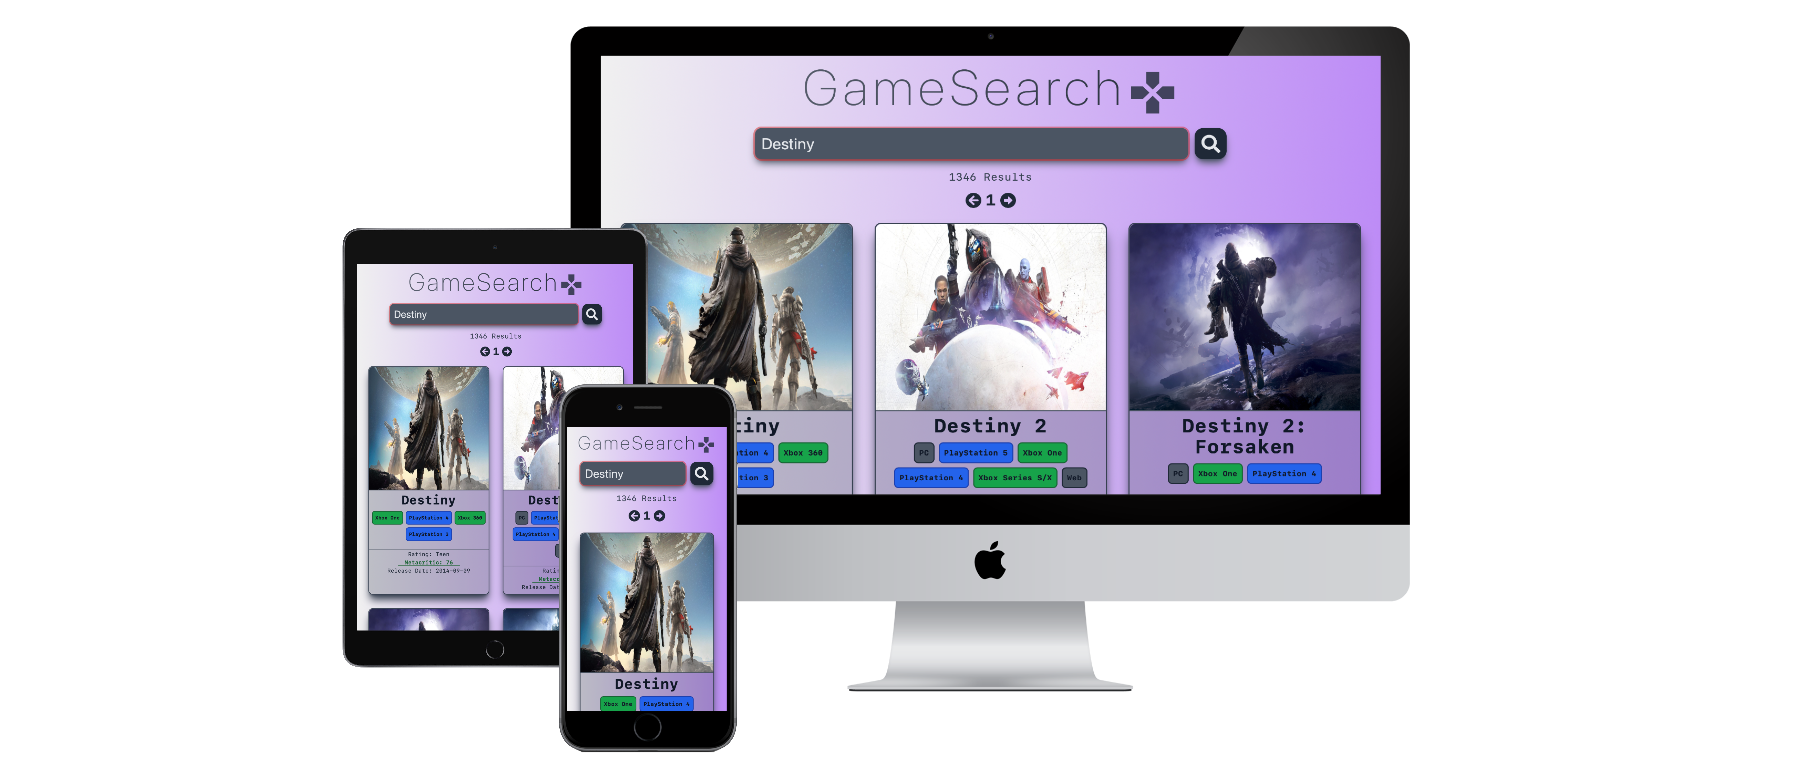 GameSearch
Destiny
1346 Results
1
tiny
tion 4 Xbox 360
tion 3
Destiny 2
PC PlayStation 5 Xbox One
PlayStation 4 Xbox Series S/X Web
Destiny 2:
Forsaken
PC Xbox One PlayStation 4
GameSearch
Destiny
1346 Results
1
Destiny
Xbox One PlayStation 4 Xbox 360
PlayStation 3
Rating: Teen
Metacritic: 76
Release Date: 2014-09-09
Dest
PC PlaySta
PlayStation 4
Ratin
Metac
Release Dat
GameSearch
Destiny
1346 Results
1
Destiny
Xbox One PlayStation 4